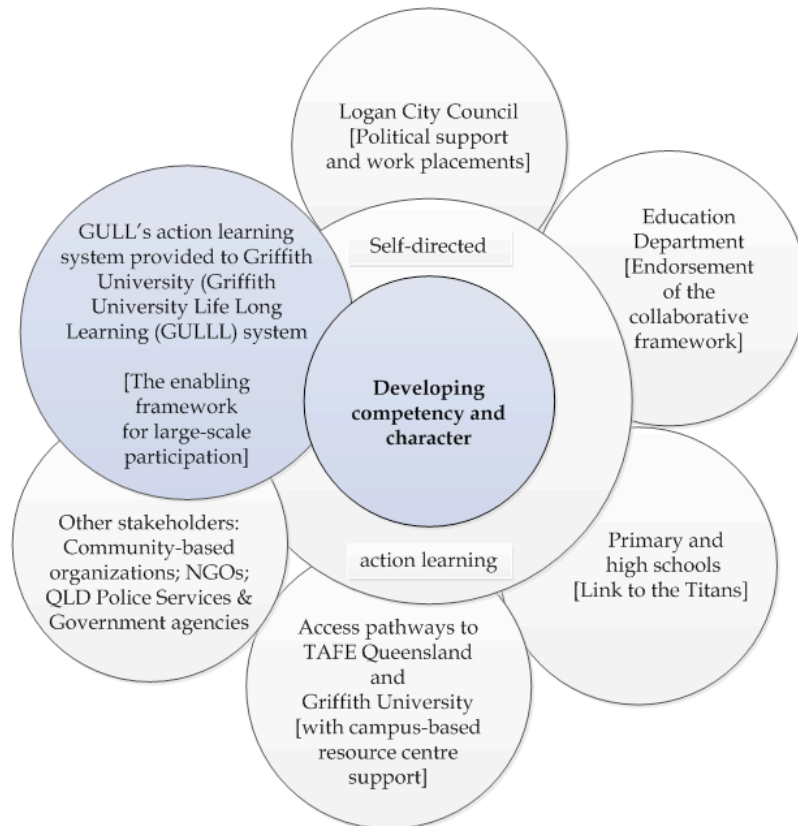 Logan City Council
[Political support
and work placements]
Education
Department
[Endorsement
of the
collaborative
framework]
GULL’s action learning
system provided to Griffith
University (Griffith
University Life Long
Learning (GULLL) system
[The enabling
framework
for large-scale
participation]
Self-directed
Developing
competency and
character
action learning
Primary and
high schools
[Link to the Titans]
Other stakeholders:
Community-based
organizations; NGOs;
QLD Police Services &
Government agencies
Access pathways to
TAFE Queensland
and
Griffith University
[with campus-based
resource centre
support]